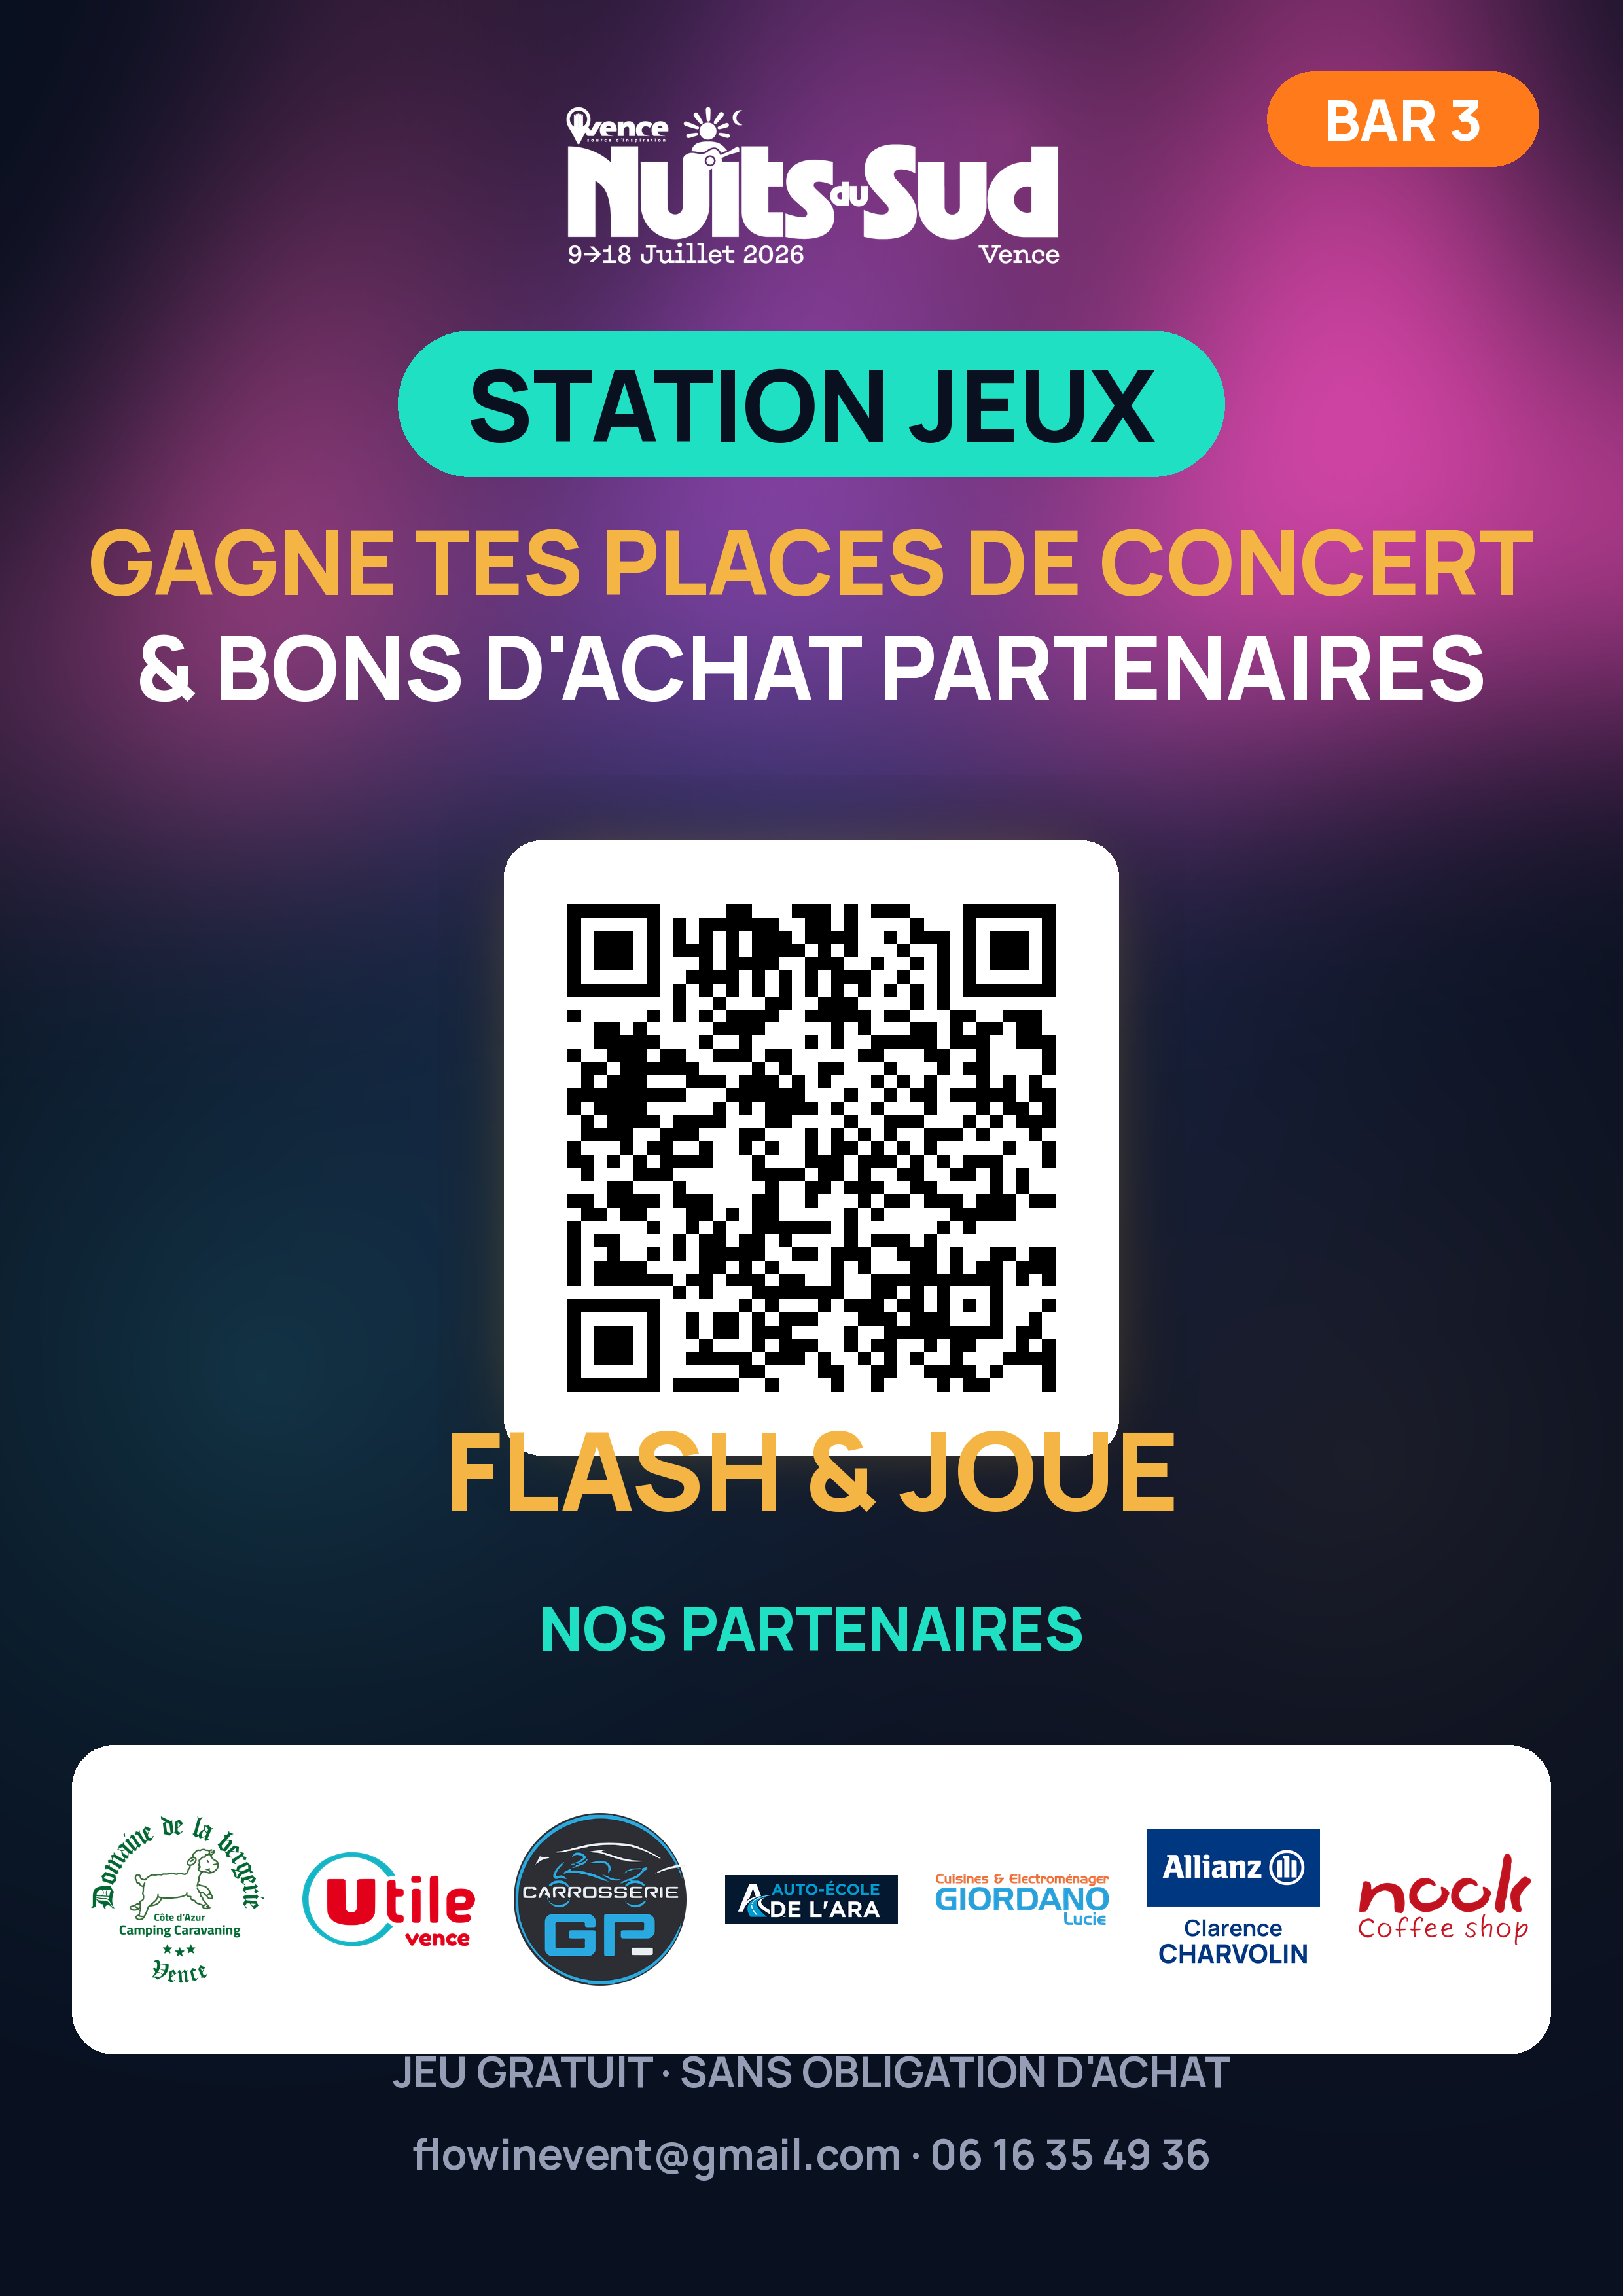 BAR 3
vence
source d'inspiration
Nuits du Sud
9→18 Juillet 2026 Vence
STATION JEUX
GAGNE TES PLACES DE CONCERT
& BONS D'ACHAT PARTENAIRES
FLASH & JOUE
NOS PARTENAIRES
Domaine de la bergerie
Côte d'Azur
Camping Caravaning
Vence
Utile
vence
CARROSSERIE
GP
AUTO-ÉCOLE
DE L'ARA
Cuisines & Electroménager
GIORDANO
Lucie
Allianz
Clarence
CHARVOLIN
nook
Coffee shop
JEU GRATUIT · SANS OBLIGATION D'ACHAT
flowinevent@gmail.com · 06 16 35 49 36